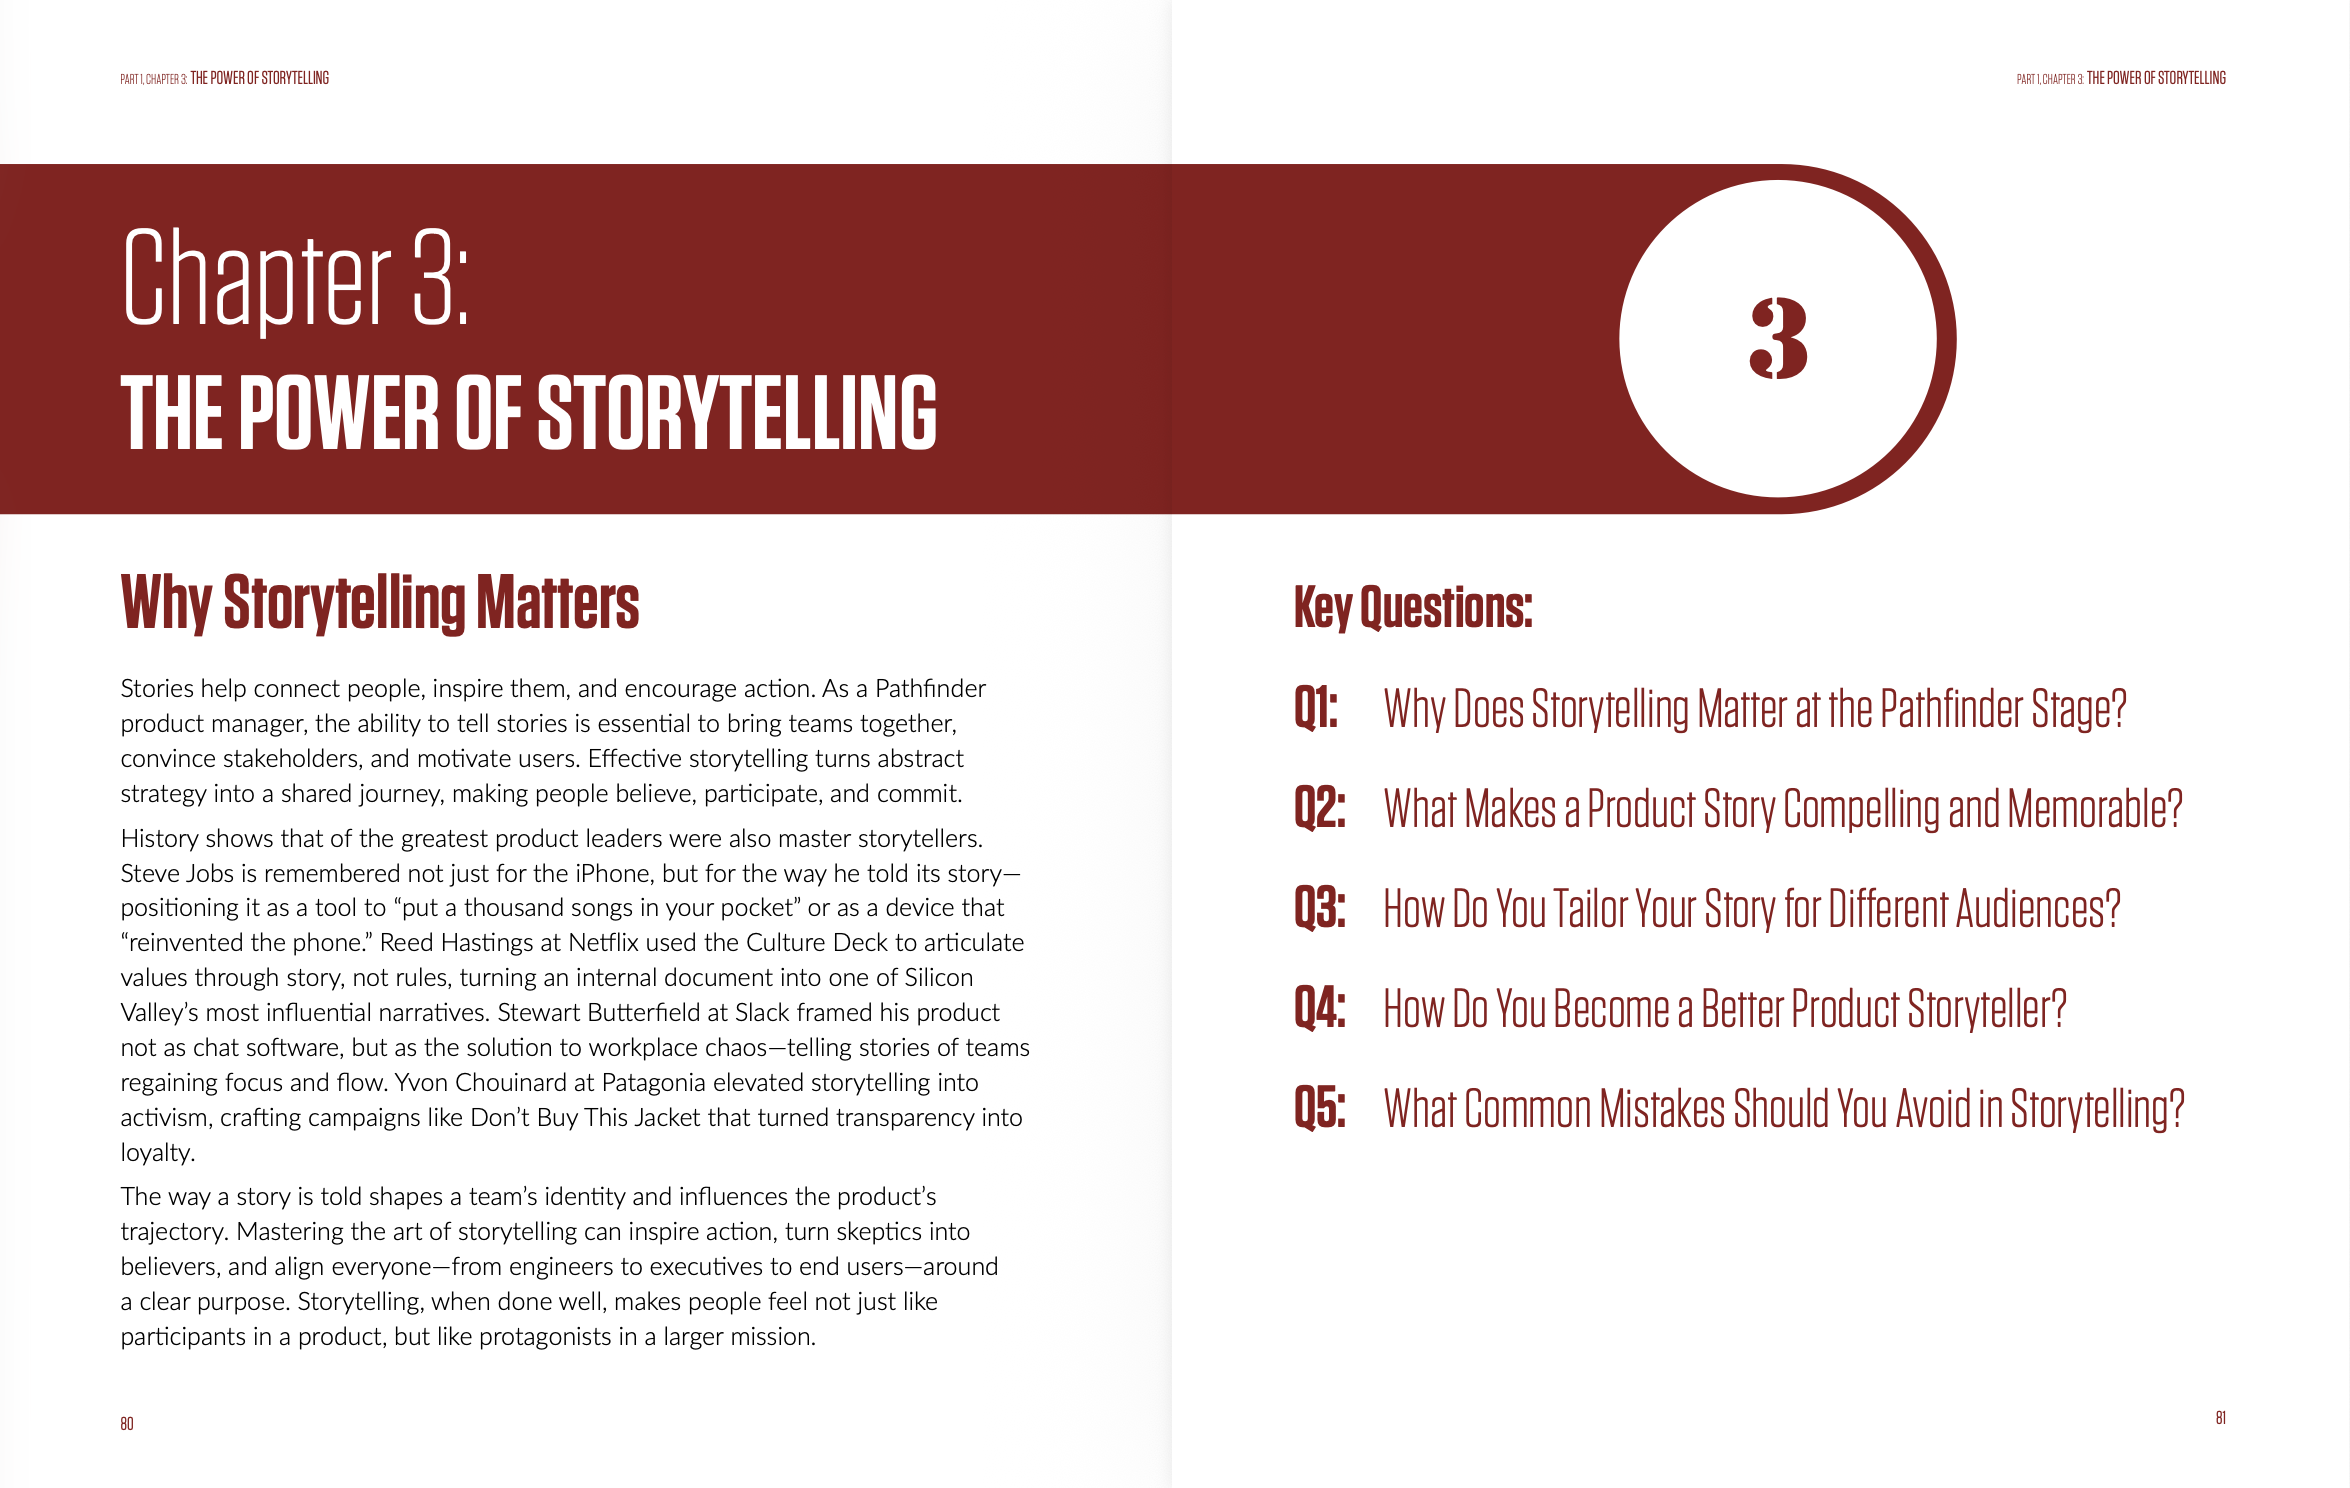 PART 1, CHAPTER 3: THE POWER OF STORYTELLING
Chapter 3:
THE POWER OF STORYTELLING
Why Storytelling Matters
Stories help connect people, inspire them, and encourage action. As a Pathfinder
product manager, the ability to tell stories is essential to bring teams together,
convince stakeholders, and motivate users. Effective storytelling turns abstract
strategy into a shared journey, making people believe, participate, and commit.
History shows that of the greatest product leaders were also master storytellers.
Steve Jobs is remembered not just for the iPhone, but for the way he told its story—
positioning it as a tool to “put a thousand songs in your pocket” or as a device that
“reinvented the phone.” Reed Hastings at Netflix used the Culture Deck to articulate
values through story, not rules, turning an internal document into one of Silicon
Valley’s most influential narratives. Stewart Butterfield at Slack framed his product
not as chat software, but as the solution to workplace chaos—telling stories of teams
regaining focus and flow. Yvon Chouinard at Patagonia elevated storytelling into
activism, crafting campaigns like Don’t Buy This Jacket that turned transparency into
loyalty.
The way a story is told shapes a team’s identity and influences the product’s
trajectory. Mastering the art of storytelling can inspire action, turn skeptics into
believers, and align everyone—from engineers to executives to end users—around
a clear purpose. Storytelling, when done well, makes people feel not just like
participants in a product, but like protagonists in a larger mission.
80
PART 1, CHAPTER 3: THE POWER OF STORYTELLING
3
Key Questions:
Q1: Why Does Storytelling Matter at the Pathfinder Stage?
Q2: What Makes a Product Story Compelling and Memorable?
Q3: How Do You Tailor Your Story for Different Audiences?
Q4: How Do You Become a Better Product Storyteller?
Q5: What Common Mistakes Should You Avoid in Storytelling?
81